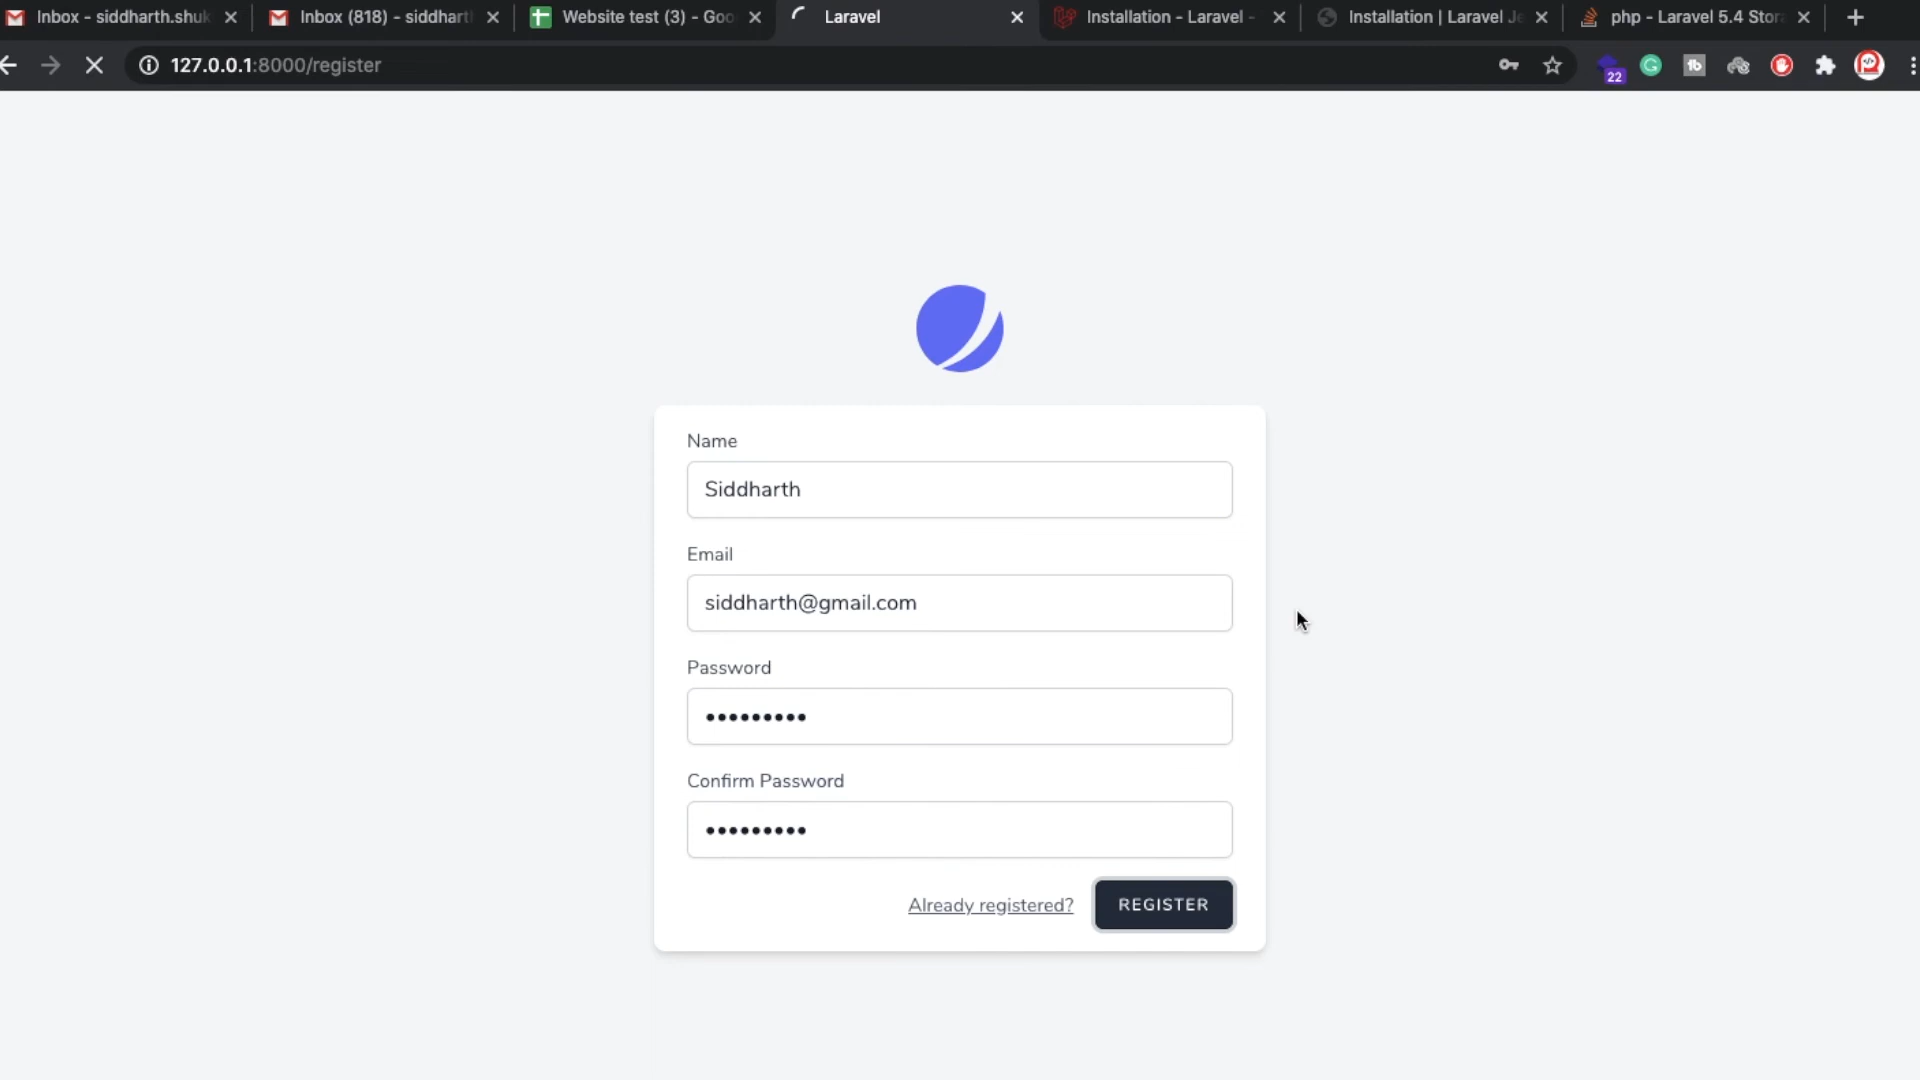 Inbox - siddharth.shuk
Inbox (818) - siddhart
Website test (3) - Goo
Laravel
Installation - Laravel -
Installation | Laravel Je
php - Laravel 5.4 Stora
127.0.0.1:8000/register
22
Name
Siddharth
Email
siddharth@gmail.com
Password
•••••••••
Confirm Password
•••••••••
Already registered?
REGISTER